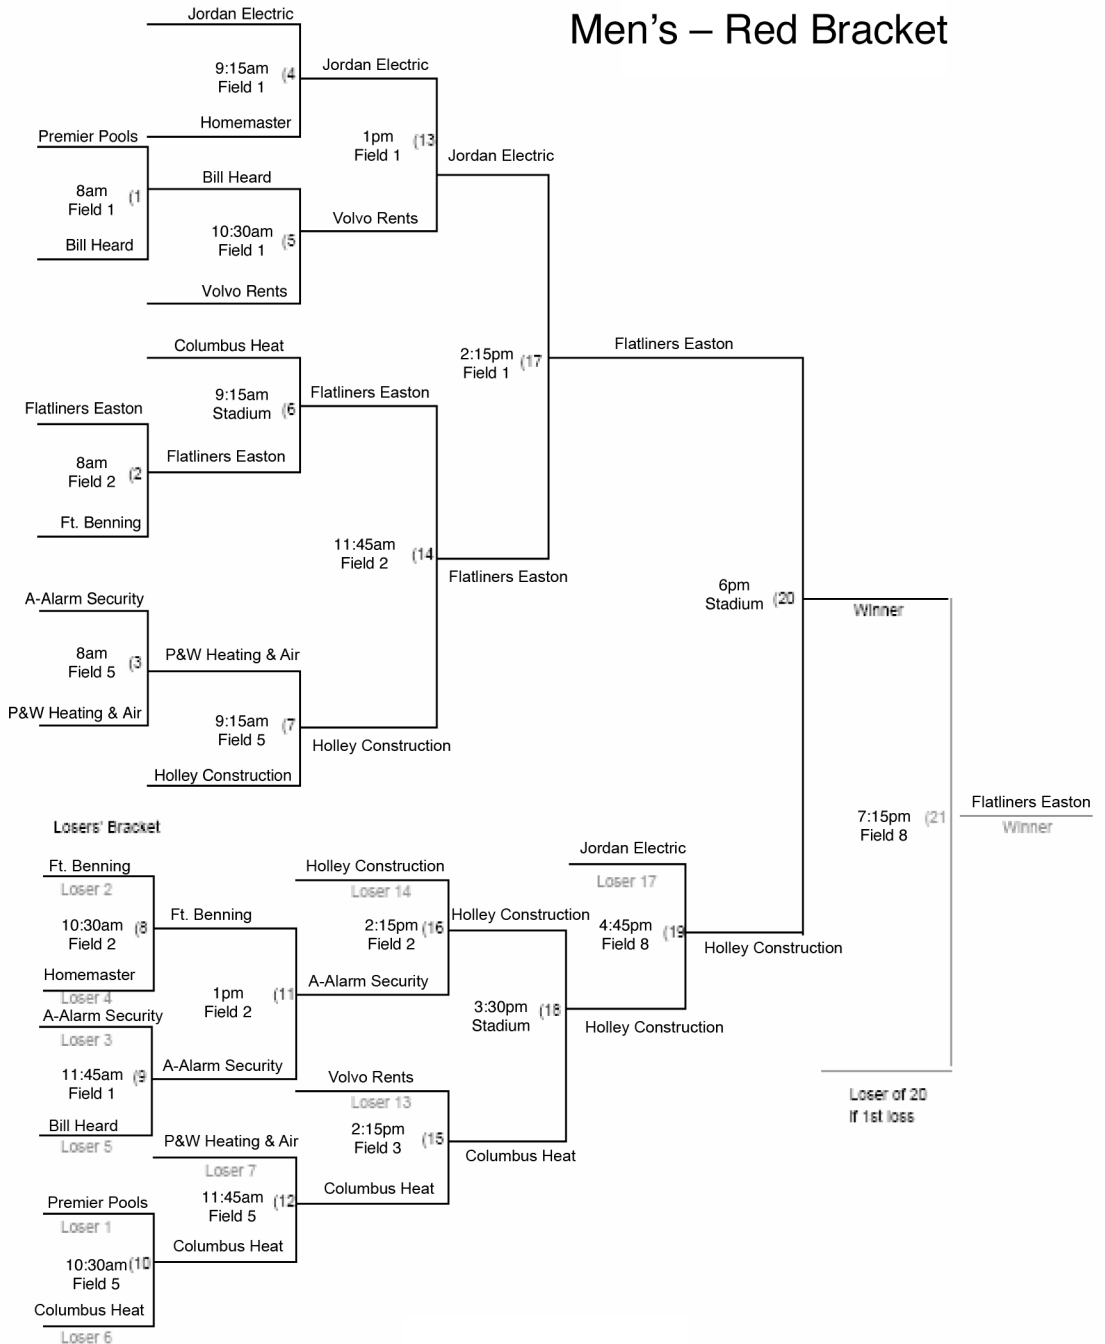 Men's – Red Bracket
Jordan Electric
9:15am
Field 1
(4
Homemaster
Jordan Electric
Premier Pools
8am
Field 1
(1
Bill Heard
Bill Heard
10:30am
Field 1
(5
Volvo Rents
1pm
Field 1
(13
Volvo Rents
Jordan Electric
Columbus Heat
9:15am
Stadium
(6
Flatliners Easton
8am
Field 2
(2
Ft. Benning
Flatliners Easton
Flatliners Easton
2:15pm
Field 1
(17
Flatliners Easton
11:45am
Field 2
(14
Flatliners Easton
A-Alarm Security
8am
Field 5
(3
P&W Heating & Air
P&W Heating & Air
9:15am
Field 5
(7
Holley Construction
Holley Construction
6pm
Stadium
(20
Winner
7:15pm
Field 8
(21
Flatliners Easton
Winner
Losers' Bracket
Ft. Benning
Loser 2
10:30am
Field 2
(8
Homemaster
Loser 4
Ft. Benning
A-Alarm Security
Loser 3
11:45am
Field 1
(9
Bill Heard
Loser 5
A-Alarm Security
1pm
Field 2
(11
Holley Construction
Loser 14
2:15pm
Field 2
(16
A-Alarm Security
Holley Construction
Jordan Electric
Loser 17
4:45pm
Field 8
(19
Holley Construction
3:30pm
Stadium
(18
Holley Construction
Volvo Rents
Loser 13
2:15pm
Field 3
(15
Columbus Heat
P&W Heating & Air
Loser 7
11:45am
Field 5
(12
Columbus Heat
Premier Pools
Loser 1
10:30am
Field 5
(10
Columbus Heat
Columbus Heat
Loser 6
Loser of 20
If 1st loss